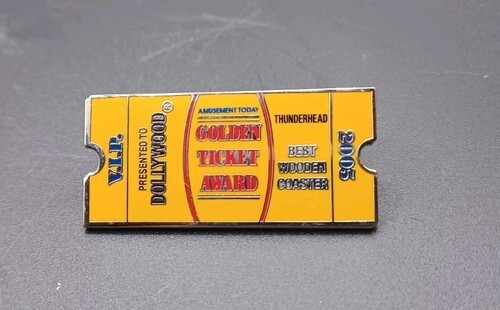 V.I.P.
PRESENTED TO
DOLLYWOOD®
AMUSEMENT TODAY
GOLDEN
TICKET
AWARD
THUNDERHEAD
BEST
WOODEN
COASTER
2005